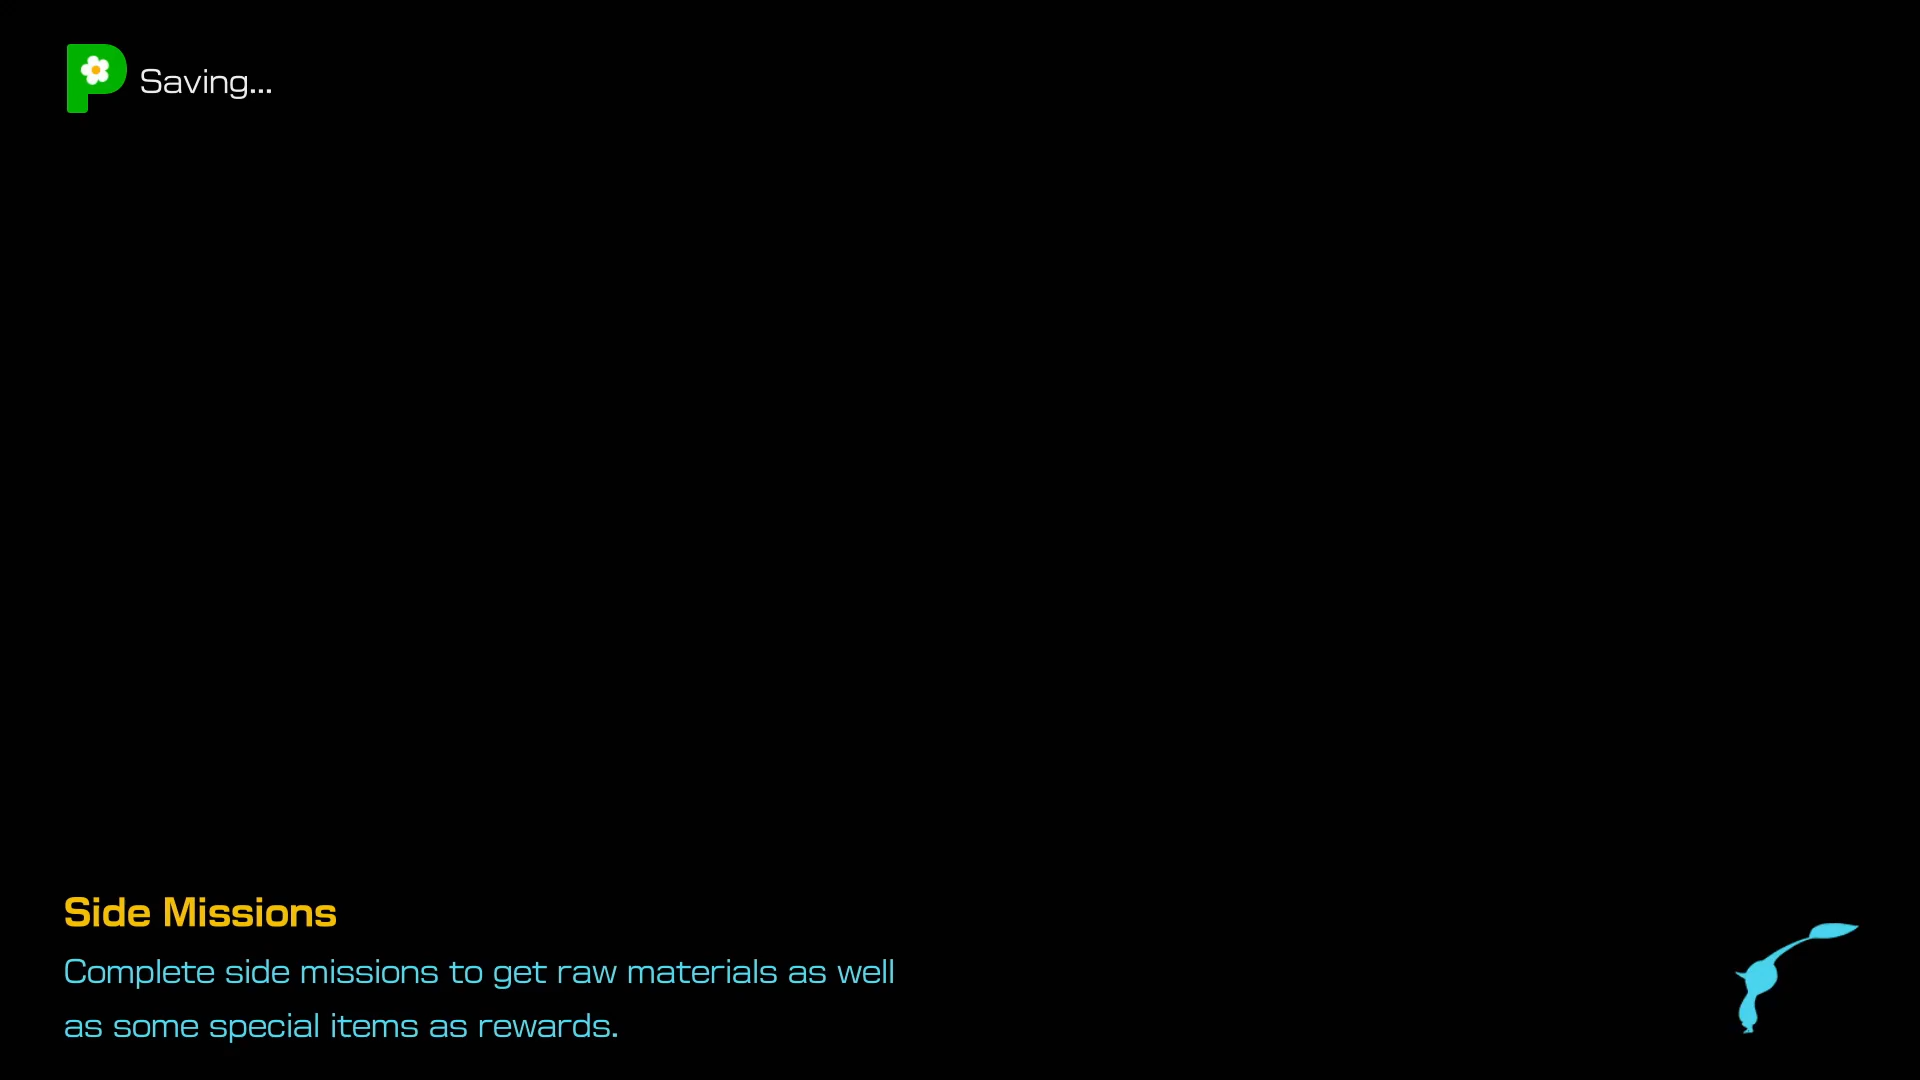 P Saving...
Side Missions
Complete side missions to get raw materials as well
as some special items as rewards.